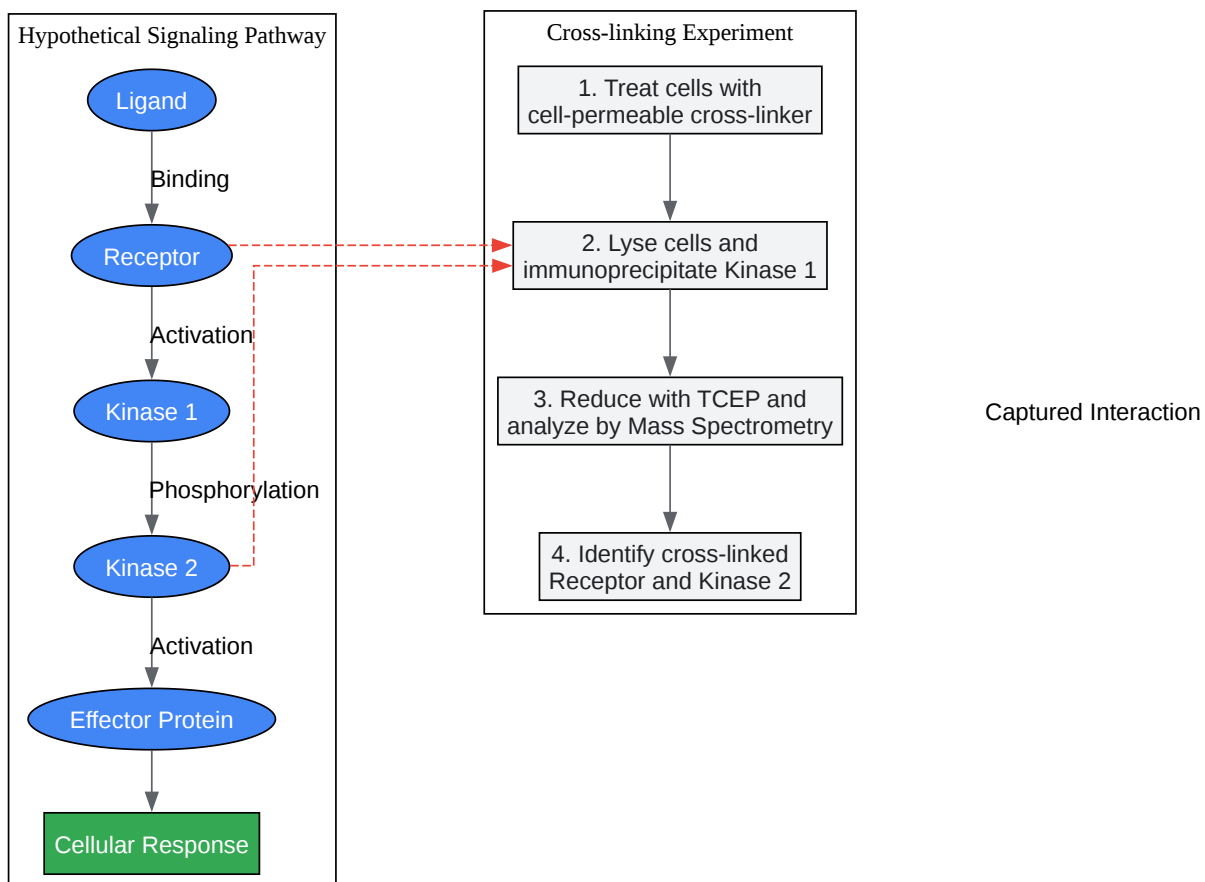 Hypothetical Signaling Pathway
Ligand
Binding
Receptor
Activation
Kinase 1
Phosphorylation
Kinase 2
Activation
Effector Protein
Cellular Response
Cross-linking Experiment
1. Treat cells with
cell-permeable cross-linker
2. Lyse cells and
immunoprecipitate Kinase 1
3. Reduce with TCEP and
analyze by Mass Spectrometry
4. Identify cross-linked
Receptor and Kinase 2
Captured Interaction